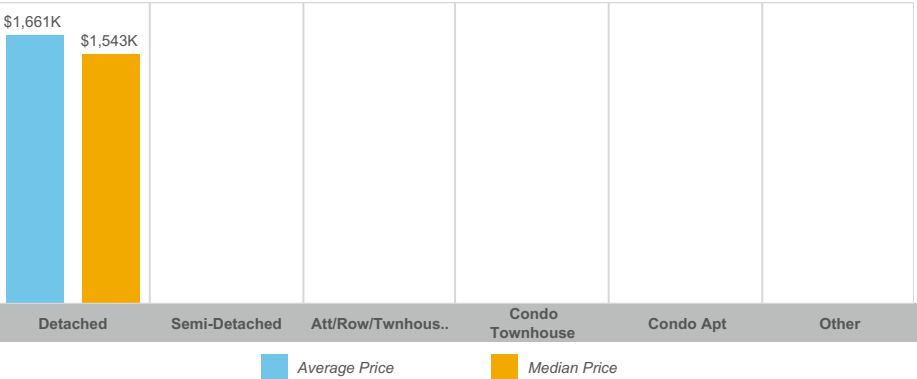 $1,661K
$1,543K
Detached
Semi-Detached
Att/Row/Twnhous..
Condo
Townhouse
Condo Apt
Other
Average Price
Median Price